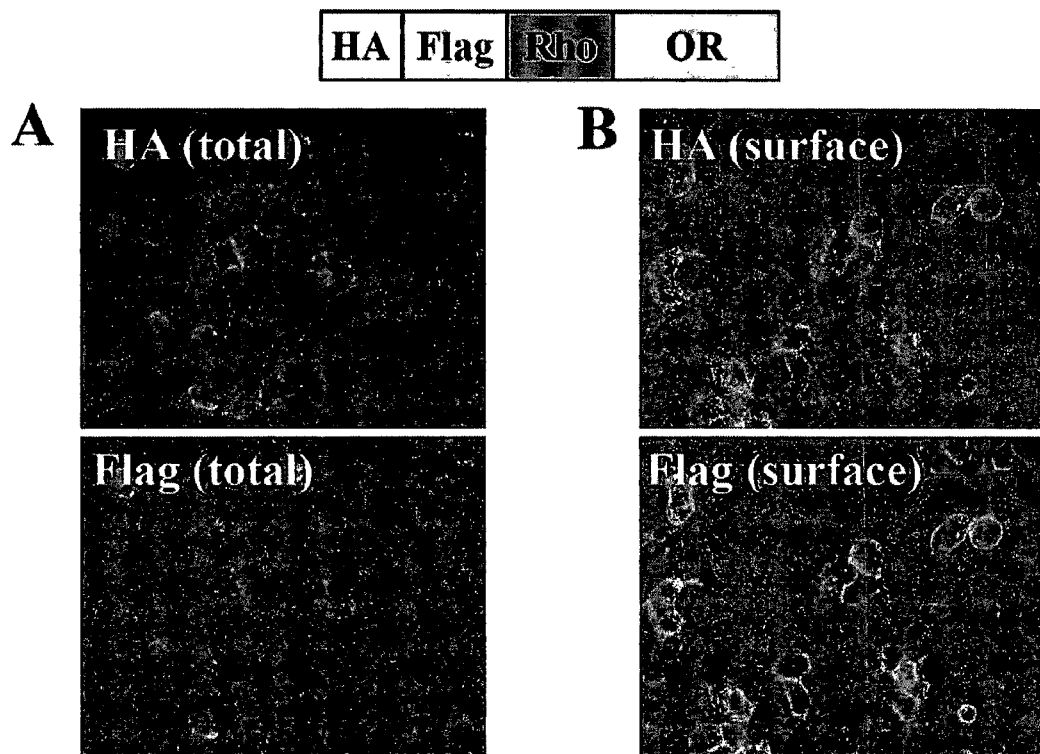 HA Flag Rho OR
A B
HA (total) HA (surface)
Flag (total) Flag (surface)